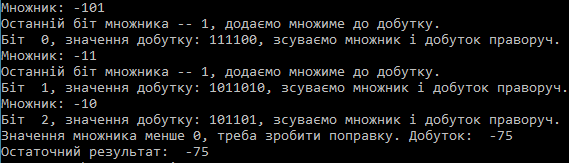 Множник: -101
Останній біт множника -- 1, додаємо множиме до добутку.
Біт  0, значення добутку: 111100, зсуваємо множник і добуток праворуч.
Множник: -11
Останній біт множника -- 1, додаємо множиме до добутку.
Біт  1, значення добутку: 1011010, зсуваємо множник і добуток праворуч.
Множник: -10
Біт  2, значення добутку: 101101, зсуваємо множник і добуток праворуч.
Значення множника менше 0, треба зробити поправку. Добуток:  -75
Остаточний результат:  -75